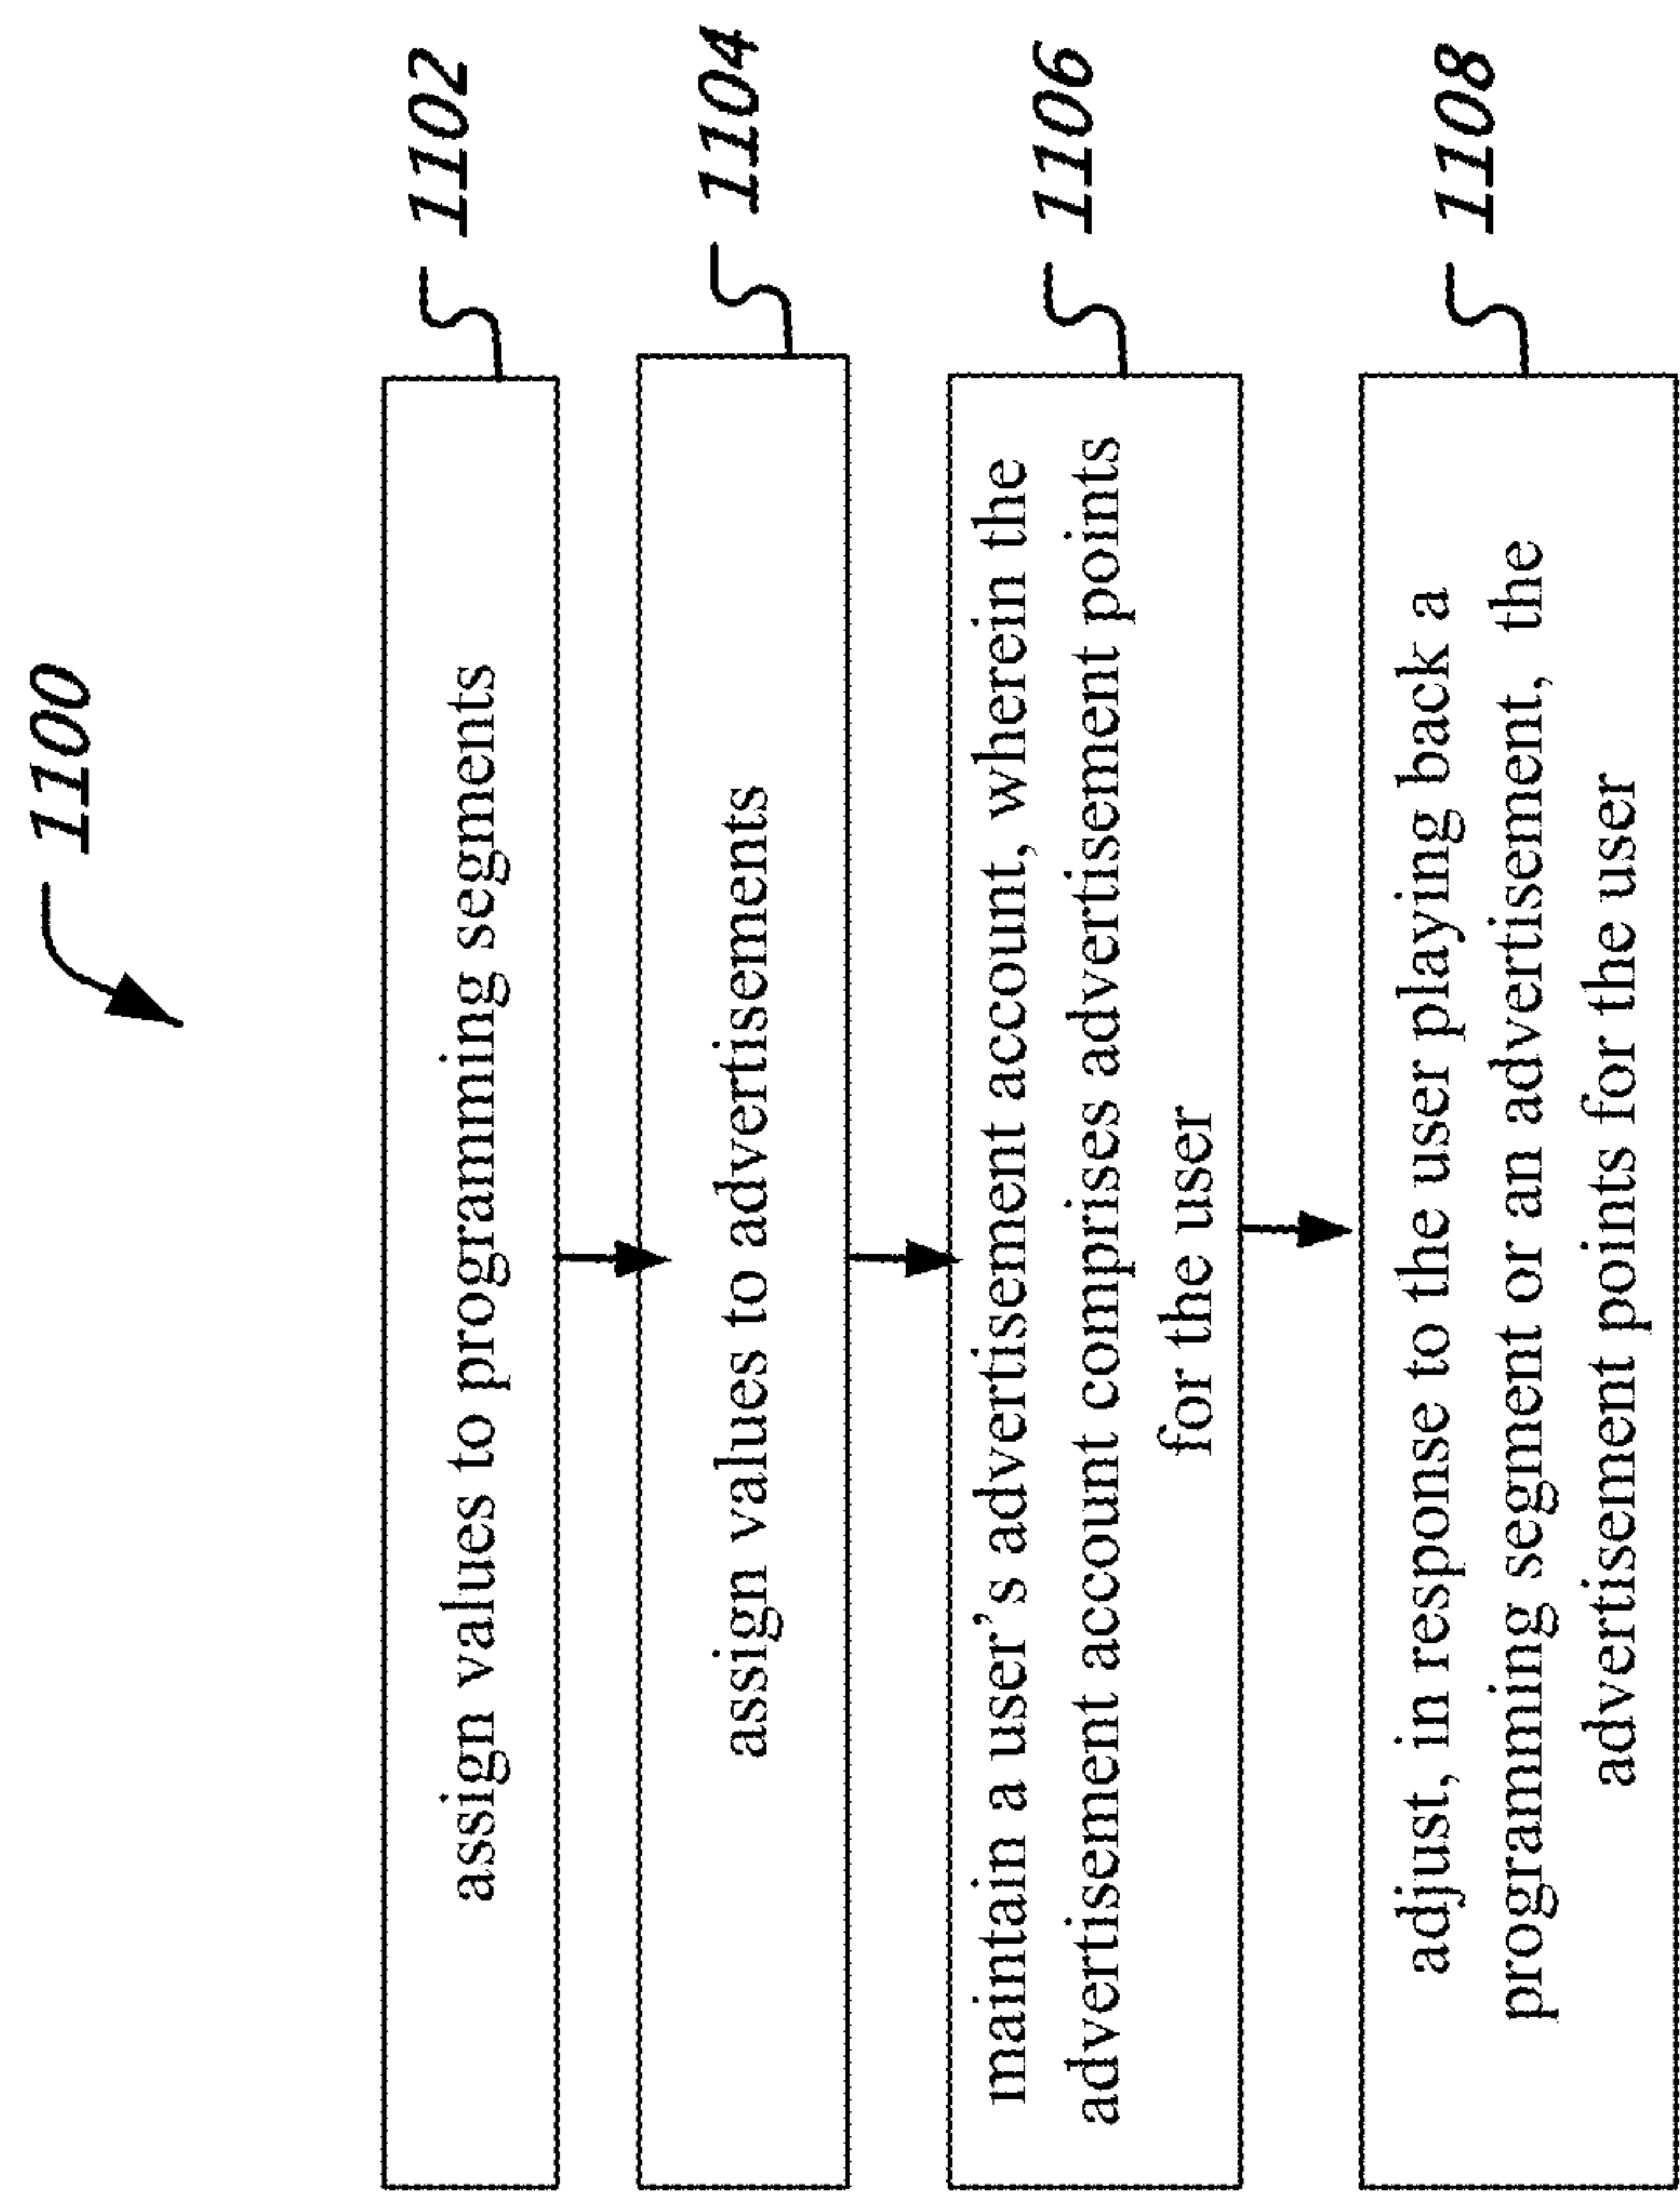 1100
assign values to programming segments
1102
assign values to advertisements
1104
maintain a user's advertisement account, wherein the
advertisement account comprises advertisement points
for the user
1106
adjust, in response to the user playing back a
programming segment or an advertisement, the
advertisement points for the user
1108